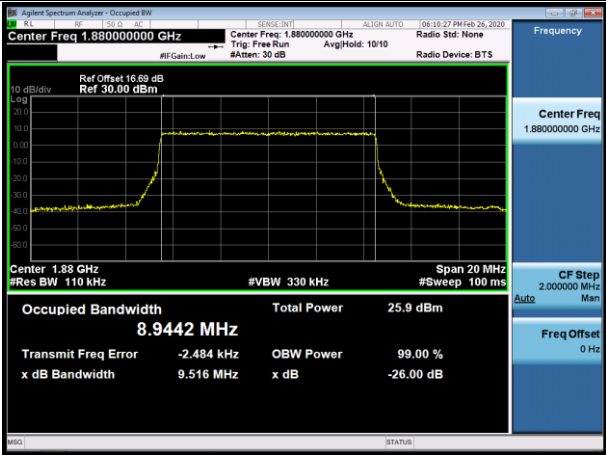 Agilent Spectrum Analyzer - Occupied BW
RL RF 50 Ω AC SENSE:INT ALIGN AUTO 06:10:27 PM Feb 26, 2020
Center Freq 1.880000000 GHz
Center Freq: 1.880000000 GHz
Radio Std: None
Trig: Free Run Avg|Hold: 10/10
#IFGain:Low #Atten: 30 dB Radio Device: BTS
Frequency
Ref Offset 16.69 dB
10 dB/div Ref 30.00 dBm
Log
20.0
10.0
0.00
-10.0
-20.0
-30.0
-40.0
-50.0
-60.0
Center 1.88 GHz Span 20 MHz
#Res BW 110 kHz #VBW 330 kHz #Sweep 100 ms
Occupied Bandwidth Total Power 25.9 dBm
8.9442 MHz
Transmit Freq Error -2.484 kHz OBW Power 99.00 %
x dB Bandwidth 9.516 MHz x dB -26.00 dB
Center Freq
1.880000000 GHz
CF Step
2.000000 MHz
Auto Man
Freq Offset
0 Hz
MSG STATUS